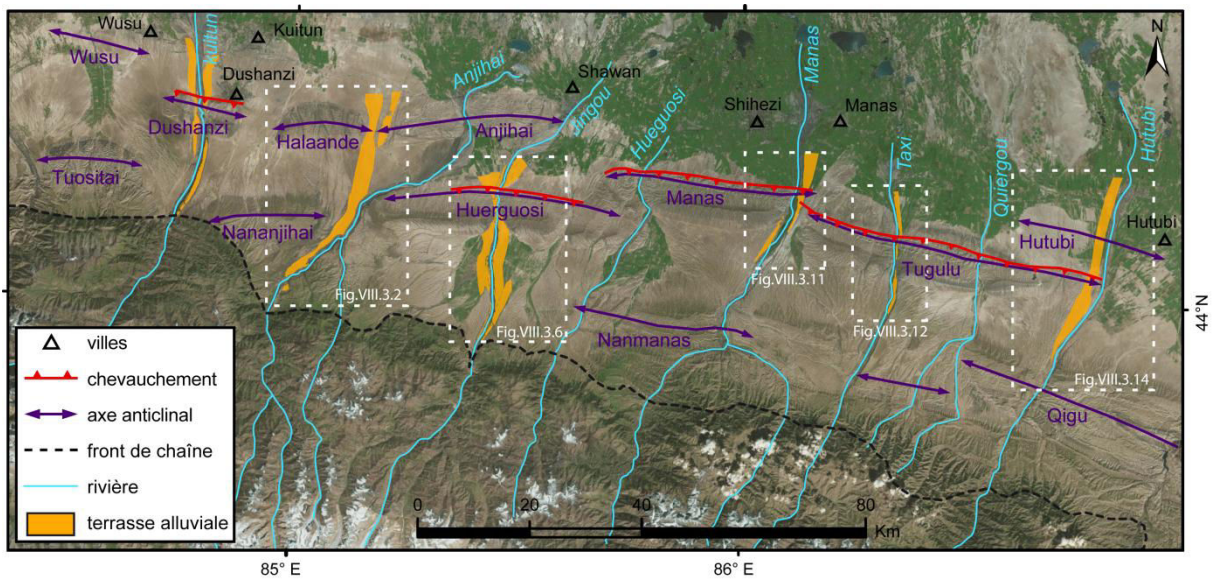 Wusu
Kuitun
Wusu
kuitun
Dushanzi
Dushanzi
Tuositai
Halaande
Nananjihai
Anjihai
Anjihai
Jingou
Shawan
Huerguosi
Hueguosi
Manas
Shihezi
Manas
Manas
Taxi
Quiergou
Tugulu
Hutubi
Hutubi
Hutubi
Nanmanas
Qigu
Fig.VIII.3.2
Fig.VIII.3.6
Fig.VIII.3.11
Fig.VIII.3.12
Fig.VIII.3.14
N
44°N
villes
chevauchement
axe anticlinal
front de chaîne
rivière
terrasse alluviale
0 20 40 60 80
Km
85° E
86° E